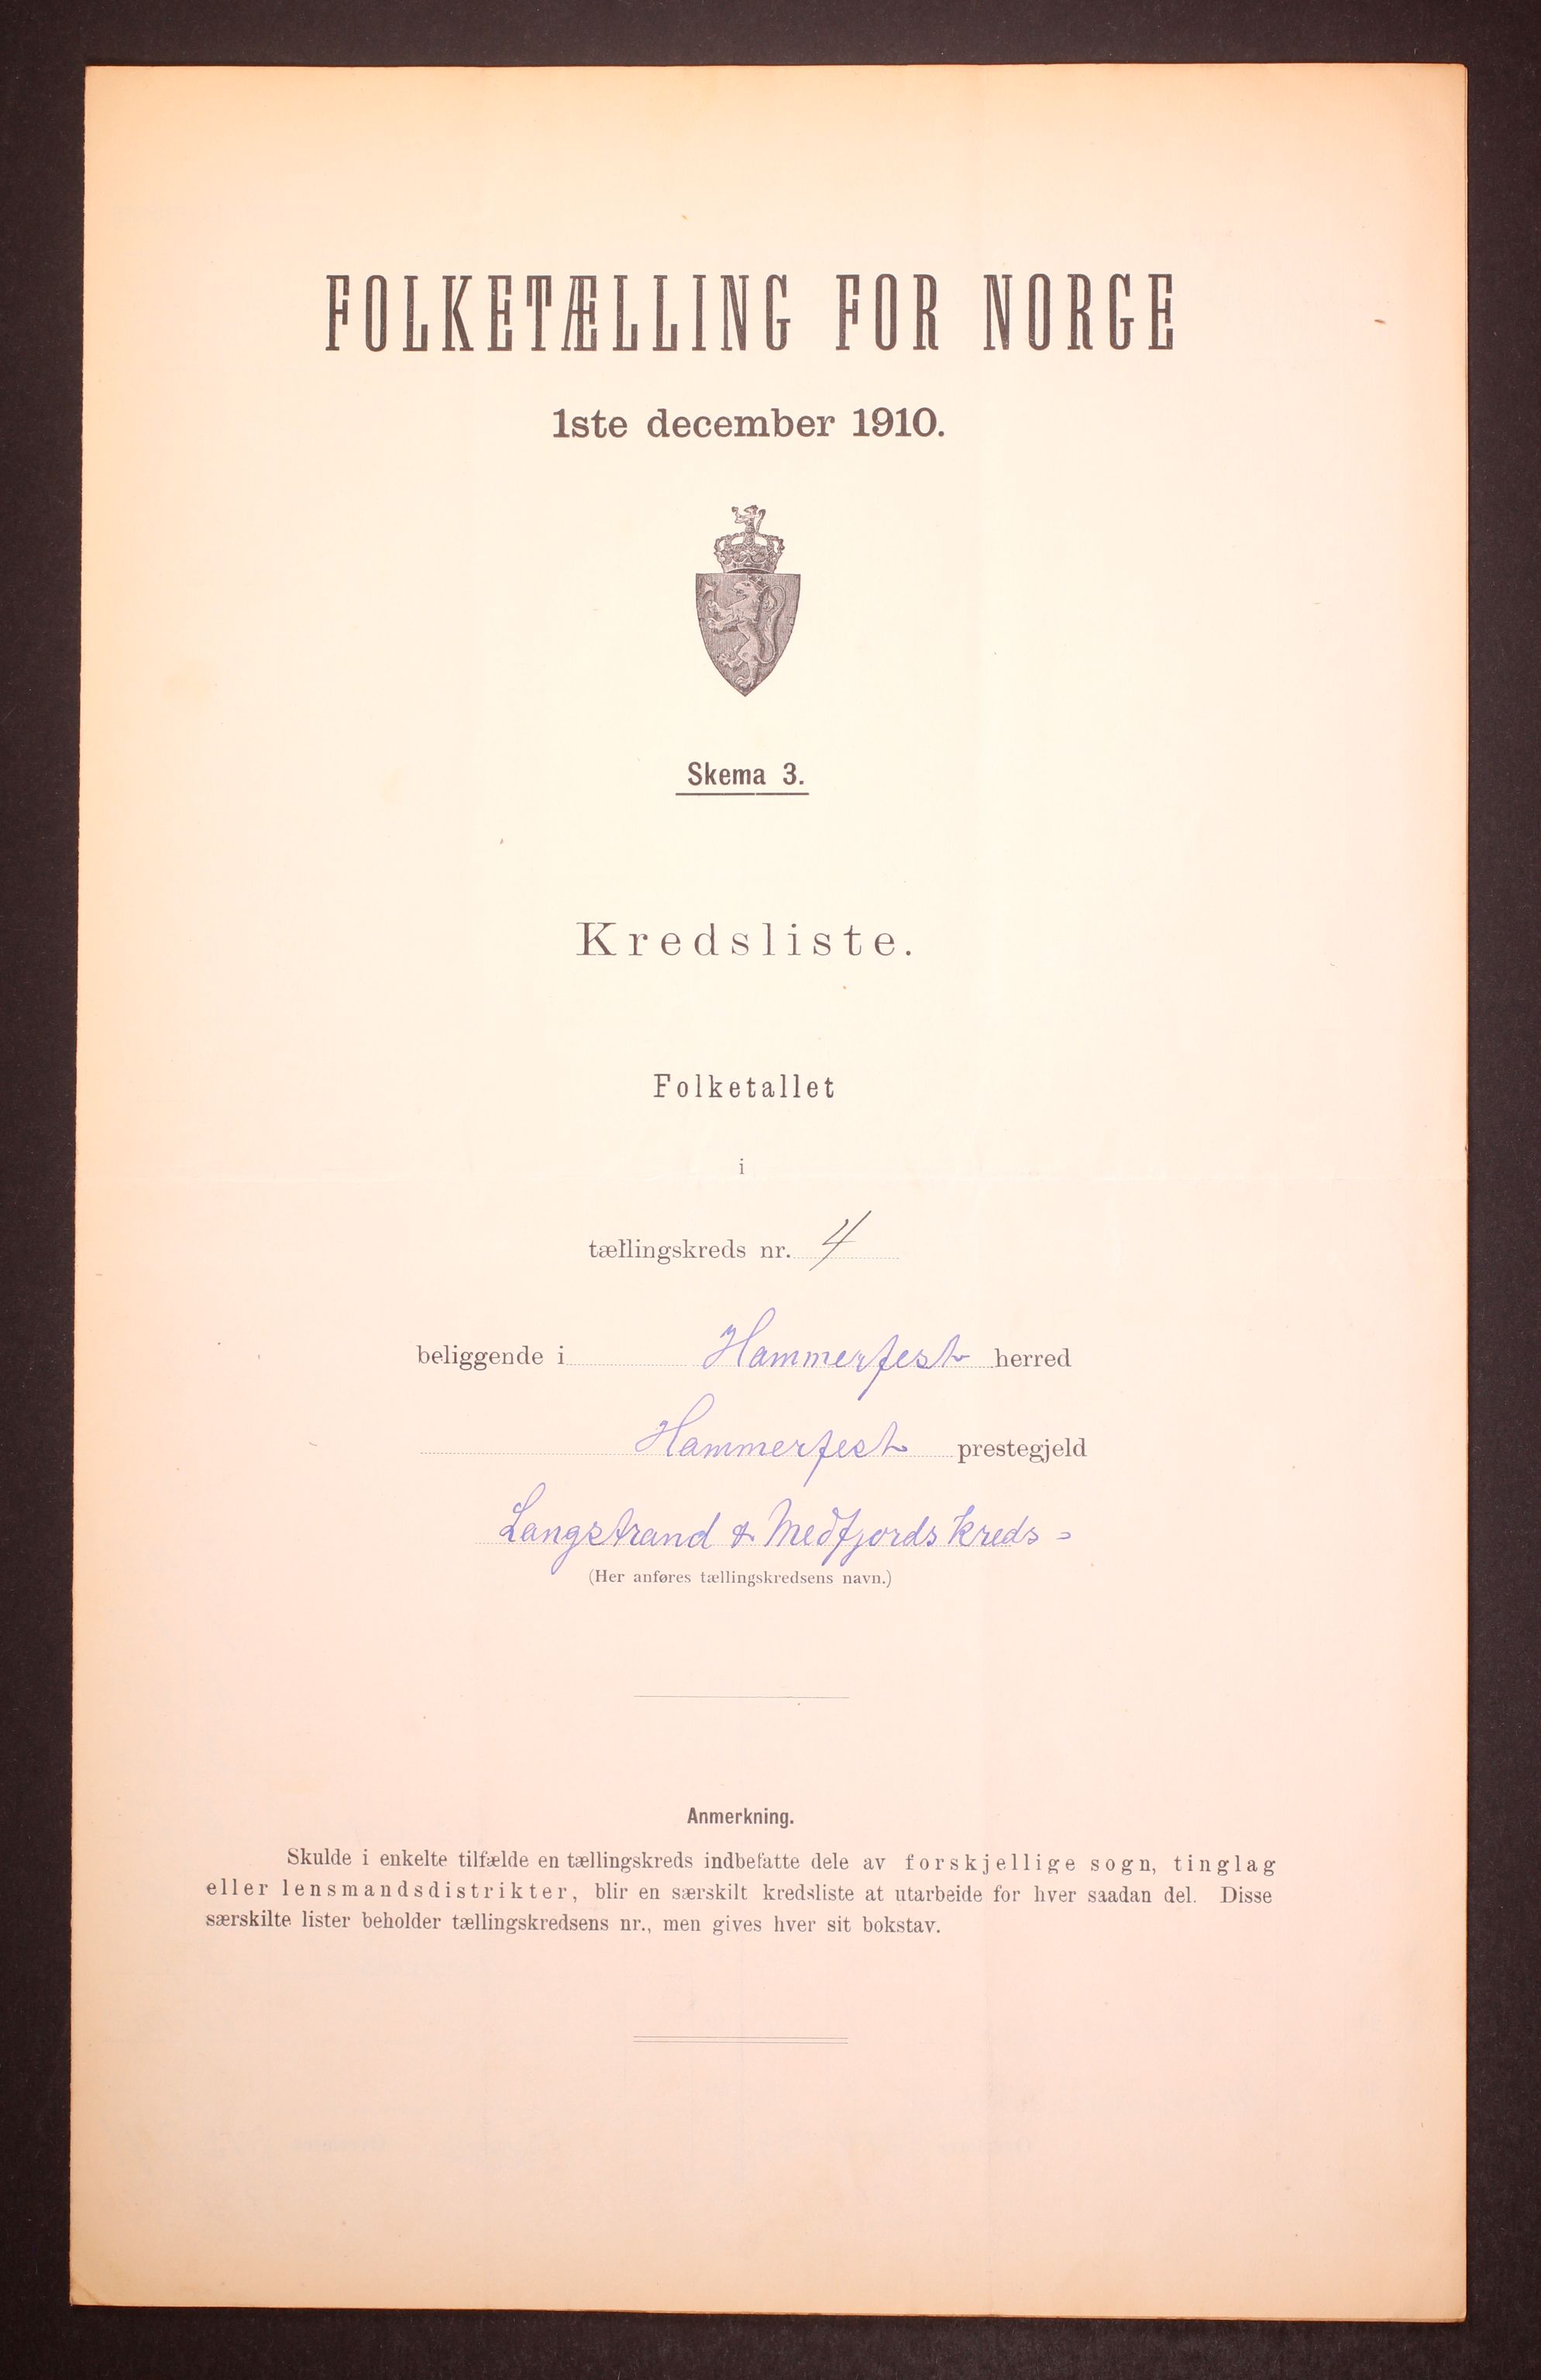 FOLKETÆLLING FOR NORGE
1ste december 1910.
Skema 3.
Kredsliste.
Folketallet
i
tællingskreds nr. 4
beliggende i Hammerfest herred
Hammerfest prestegjeld
Langstrand & Medfjords kreds =
(Her anføres tællingskredsens navn.)
Anmerkning.
Skulde i enkelte tilfælde en tællingskreds indbefatte dele av forskjellige sogn, tinglag
eller lensmandsdistrikter, blir en særskilt kredsliste at utarbeide for hver saadan del. Disse
særskilte lister beholder tællingskredsens nr., men gives hver sit bokstav.